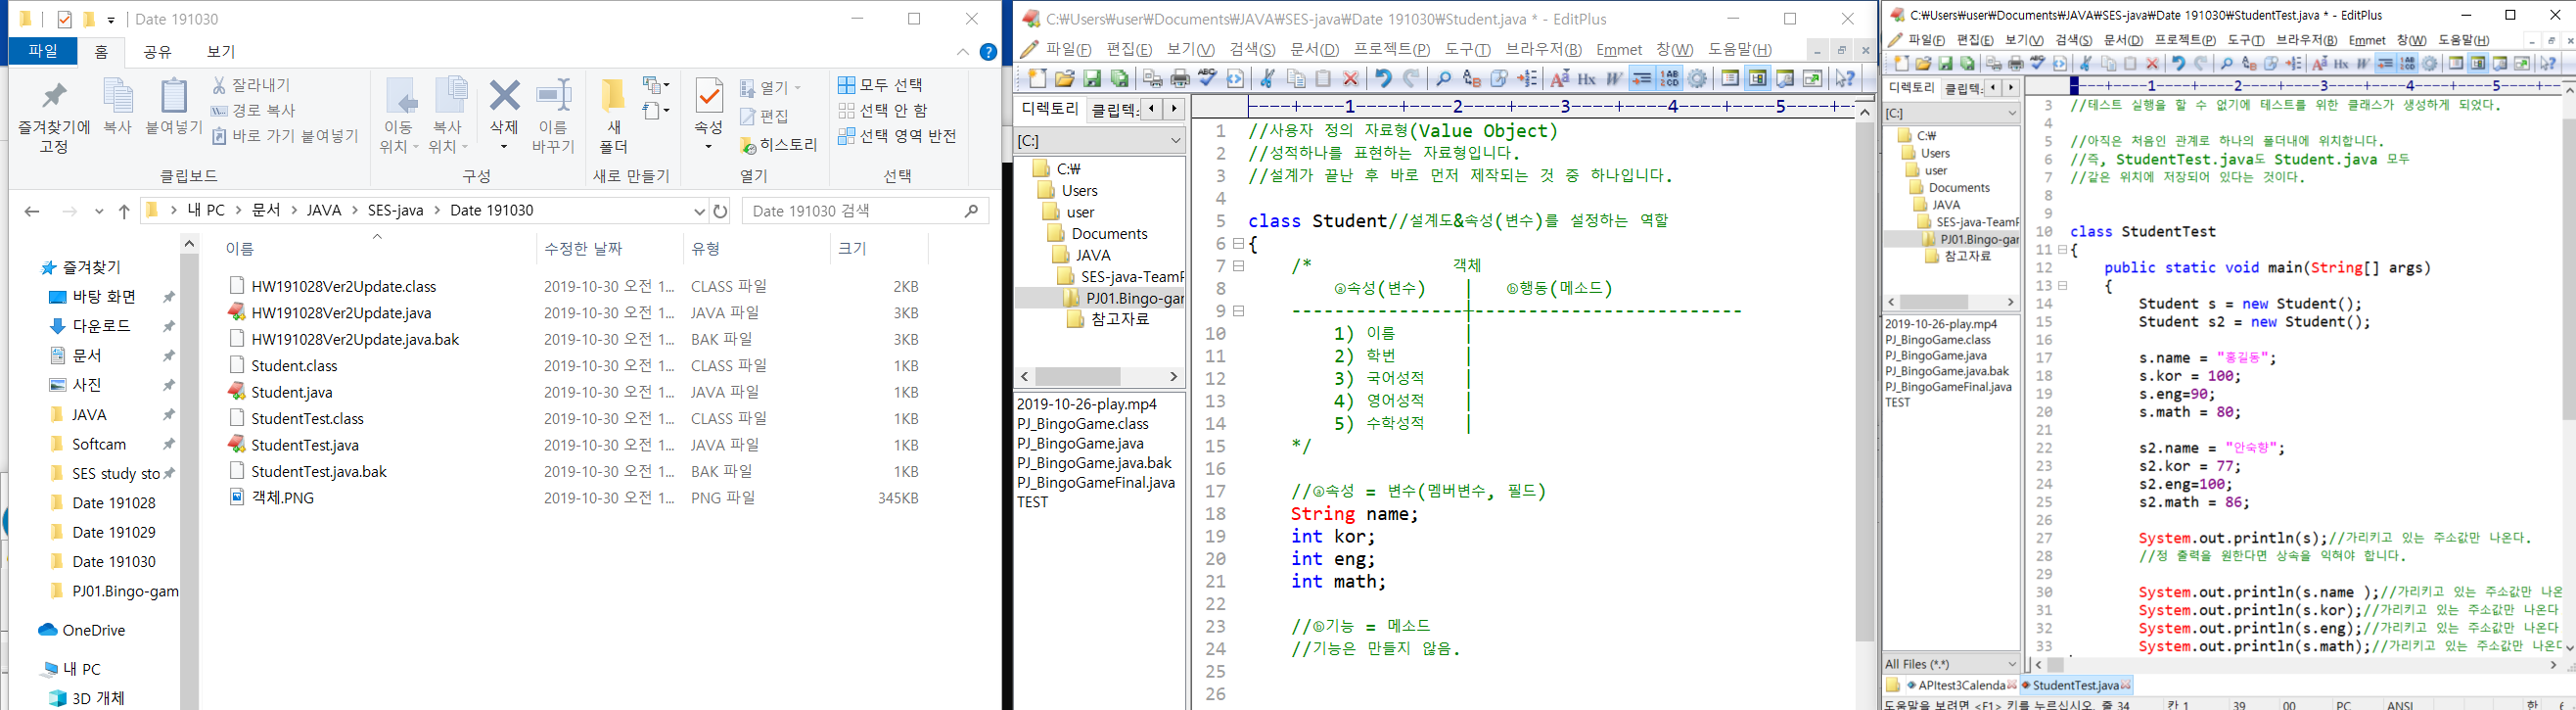 Date 191030
파일
홈
공유
보기
즐겨찾기에
고정
복사
붙여넣기
잘라내기
경로 복사
바로 가기 붙여넣기
클립보드
이동
위치
복사
위치
삭제
이름
바꾸기
구성
새
폴더
새로 만들기
속성
열기
편집
히스토리
열기
모두 선택
선택 안 함
선택 영역 반전
선택
내 PC > 문서 > JAVA > SES-java > Date 191030
Date 191030 검색
이름 수정한 날짜 유형 크기
즐겨찾기
바탕 화면
다운로드
문서
사진
JAVA
Softcam
SES study sto
Date 191028
Date 191029
Date 191030
PJ01.Bingo-gam
OneDrive
내 PC
3D 개체
HW191028Ver2Update.class 2019-10-30 오전 1... CLASS 파일 2KB
HW191028Ver2Update.java 2019-10-30 오전 1... JAVA 파일 3KB
HW191028Ver2Update.java.bak 2019-10-30 오전 1... BAK 파일 3KB
Student.class 2019-10-30 오전 1... CLASS 파일 1KB
Student.java 2019-10-30 오전 1... JAVA 파일 1KB
StudentTest.class 2019-10-30 오전 1... CLASS 파일 1KB
StudentTest.java 2019-10-30 오전 1... JAVA 파일 1KB
StudentTest.java.bak 2019-10-30 오전 1... BAK 파일 1KB
객체.PNG 2019-10-30 오전 1... PNG 파일 345KB
C:₩Users₩user₩Documents₩JAVA₩SES-java₩Date 191030₩Student.java * - EditPlus
파일(F) 편집(E) 보기(V) 검색(S) 문서(D) 프로젝트(P) 도구(T) 브라우저(B) Emmet 창(W) 도움말(H)
디렉토리 클립텍
[C:]
C:₩
Users
user
Documents
JAVA
SES-java-TeamP
PJ01.Bingo-gar
참고자료
2019-10-26-play.mp4
PJ_BingoGame.class
PJ_BingoGame.java
PJ_BingoGame.java.bak
PJ_BingoGameFinal.java
TEST
|----+----1----+----2----+----3----+----4----+----5----+--
1 //사용자 정의 자료형(Value Object)
2 //성적하나를 표현하는 자료형입니다.
3 //설계가 끝난 후 바로 먼저 제작되는 것 중 하나입니다.
4
5 class Student//설계도&속성(변수)를 설정하는 역할
6 {
7 /* 객체
8 ⓐ속성(변수) | ⓑ행동(메소드)
9 ----------------+-------------------------
10 1) 이름 |
11 2) 학번 |
12 3) 국어성적 |
13 4) 영어성적 |
14 5) 수학성적 |
15 */
16
17 //ⓐ속성 = 변수(멤버변수, 필드)
18 String name;
19 int kor;
20 int eng;
21 int math;
22
23 //ⓑ기능 = 메소드
24 //기능은 만들지 않음.
25
26
C:₩Users₩user₩Documents₩JAVA₩SES-java₩Date 191030₩StudentTest.java * - EditPlus
파일(F) 편집(E) 보기(V) 검색(S) 문서(D) 프로젝트(P) 도구(T) 브라우저(B) Emmet 창(W) 도움말(H)
디렉토리 클립텍
[C:]
C:₩
Users
user
Documents
JAVA
SES-java-TeamP
PJ01.Bingo-gar
참고자료
2019-10-26-play.mp4
PJ_BingoGame.class
PJ_BingoGame.java
PJ_BingoGame.java.bak
PJ_BingoGameFinal.java
TEST
All Files (*.*)
----+----1----+----2----+----3----+----4----+----5----+-
3 //테스트 실행을 할 수 없기에 테스트를 위한 클래스가 생성하게 되었다.
4
5 //아직은 처음인 관계로 하나의 폴더내에 위치합니다.
6 //즉, StudentTest.java도 Student.java 모두
7 //같은 위치에 저장되어 있다는 것이다.
8
9
10 class StudentTest
11 {
12 public static void main(String[] args)
13 {
14 Student s = new Student();
15 Student s2 = new Student();
16
17 s.name = "홍길동";
18 s.kor = 100;
19 s.eng=90;
20 s.math = 80;
21
22 s2.name = "안숙향";
23 s2.kor = 77;
24 s2.eng=100;
25 s2.math = 86;
26
27 System.out.println(s);//가리키고 있는 주소값만 나온다.
28 //정 출력을 원한다면 상속을 익혀야 합니다.
29
30 System.out.println(s.name );//가리키고 있는 주소값만 나온
31 System.out.println(s.kor);//가리키고 있는 주소값만 나온다
32 System.out.println(s.eng);//가리키고 있는 주소값만 나온다
33 System.out.println(s.math);//가리키고 있는 주소값만 나온다
APItest3Calenda StudentTest.java
도움말을 보려면 <F1> 키를 누르십시오. 줄 34 칸 1 39 00 PC ANSI